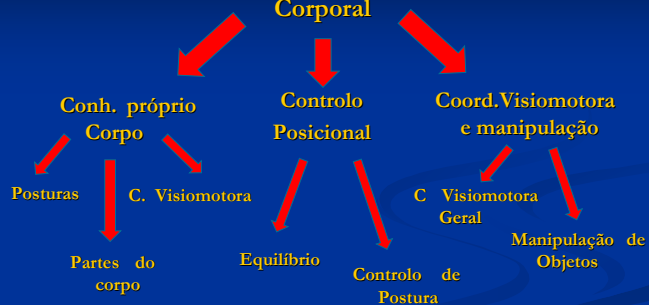 Corporal
Conh. próprio
Corpo
Controlo
Posicional
Coord.Visiomotora
e manipulação
Posturas
C. Visiomotora
Partes do
corpo
Equilíbrio
Controlo de
Postura
C Visiomotora
Geral
Manipulação de
Objetos